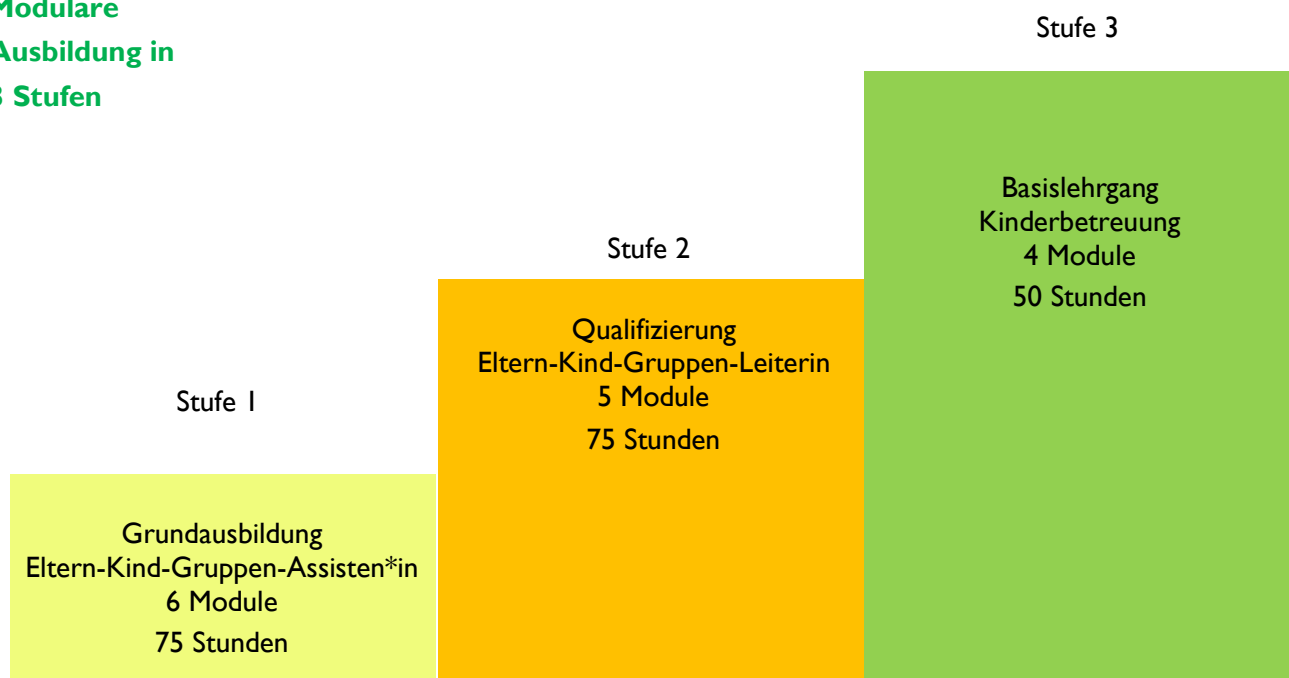 Modulare
Ausbildung in
3 Stufen
Stufe 1
Grundausbildung
Eltern-Kind-Gruppen-Assisten*in
6 Module
75 Stunden
Stufe 2
Qualifizierung
Eltern-Kind-Gruppen-Leiterin
5 Module
75 Stunden
Stufe 3
Basislehrgang
Kinderbetreuung
4 Module
50 Stunden